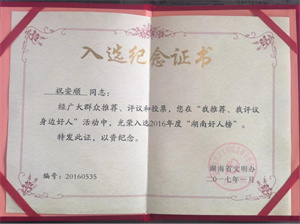 入选纪念证书
祝安顺 同志：
经广大群众推荐、评议和投票，您在“我推荐、我评议
身边好人”活动中，光荣入选2016年度“湖南好人榜”。
特发此证，以资纪念。
湖南省文明办
编号：20160535
二〇一七年一月